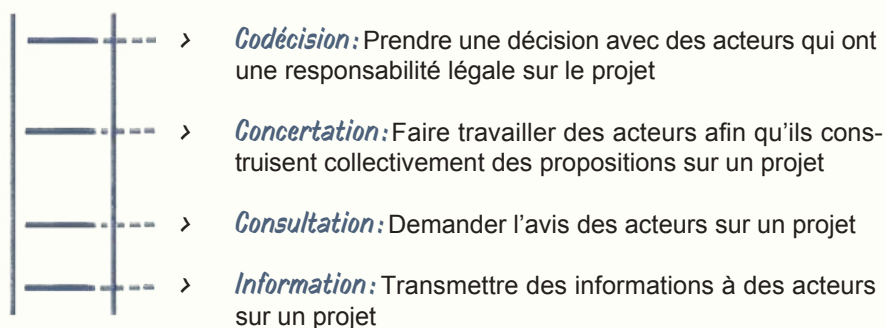 › Codécision : Prendre une décision avec des acteurs qui ont
une responsabilité légale sur le projet
› Concertation : Faire travailler des acteurs afin qu'ils cons-
truisent collectivement des propositions sur un projet
› Consultation : Demander l'avis des acteurs sur un projet
› Information : Transmettre des informations à des acteurs
sur un projet